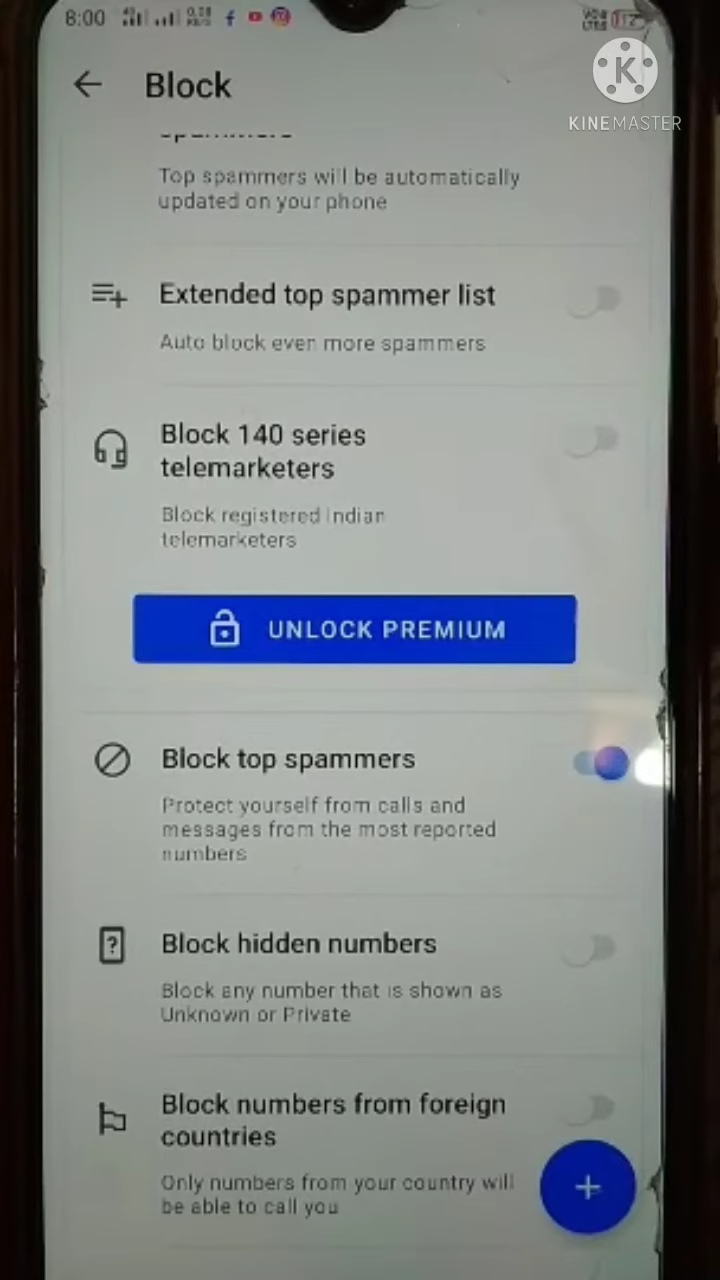 8:00
KINEMASTER
Block
Top spammers will be automatically
updated on your phone
Extended top spammer list
Auto block even more spammers
Block 140 series
telemarketers
Block registered Indian
telemarketers
UNLOCK PREMIUM
Block top spammers
Protect yourself from calls and
messages from the most reported
numbers
Block hidden numbers
Block any number that is shown as
Unknown or Private
Block numbers from foreign
countries
Only numbers from your country will
be able to call you